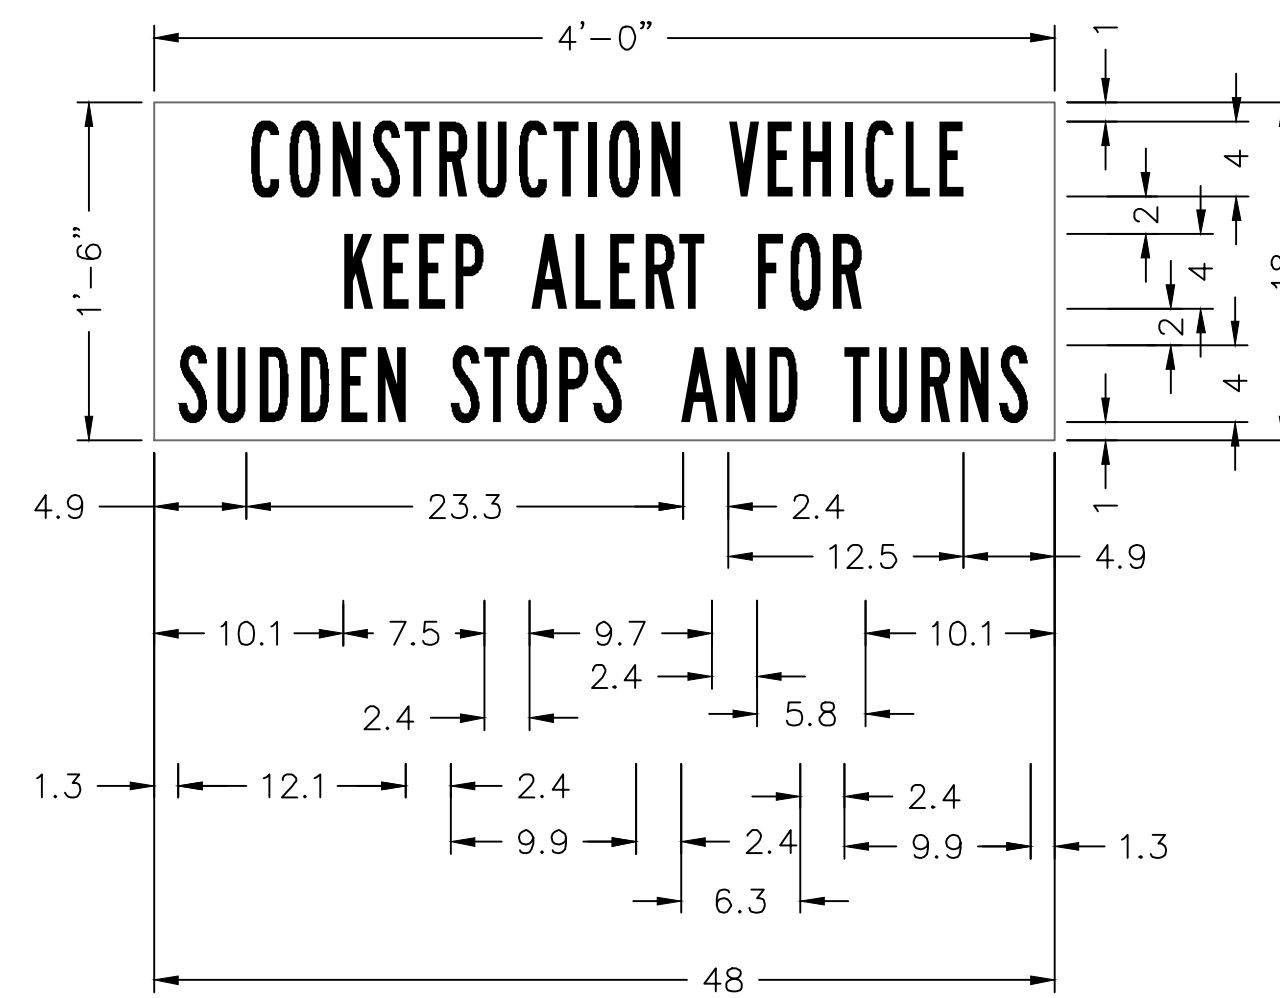 4'-0"
1
CONSTRUCTION VEHICLE
4
2
1'-6"
KEEP ALERT FOR
4
18
2
SUDDEN STOPS AND TURNS
4
1
4.9 23.3 2.4
12.5 4.9
10.1 7.5 9.7 10.1
2.4
2.4 5.8
1.3 12.1 2.4 2.4
9.9 2.4 9.9 1.3
6.3
48